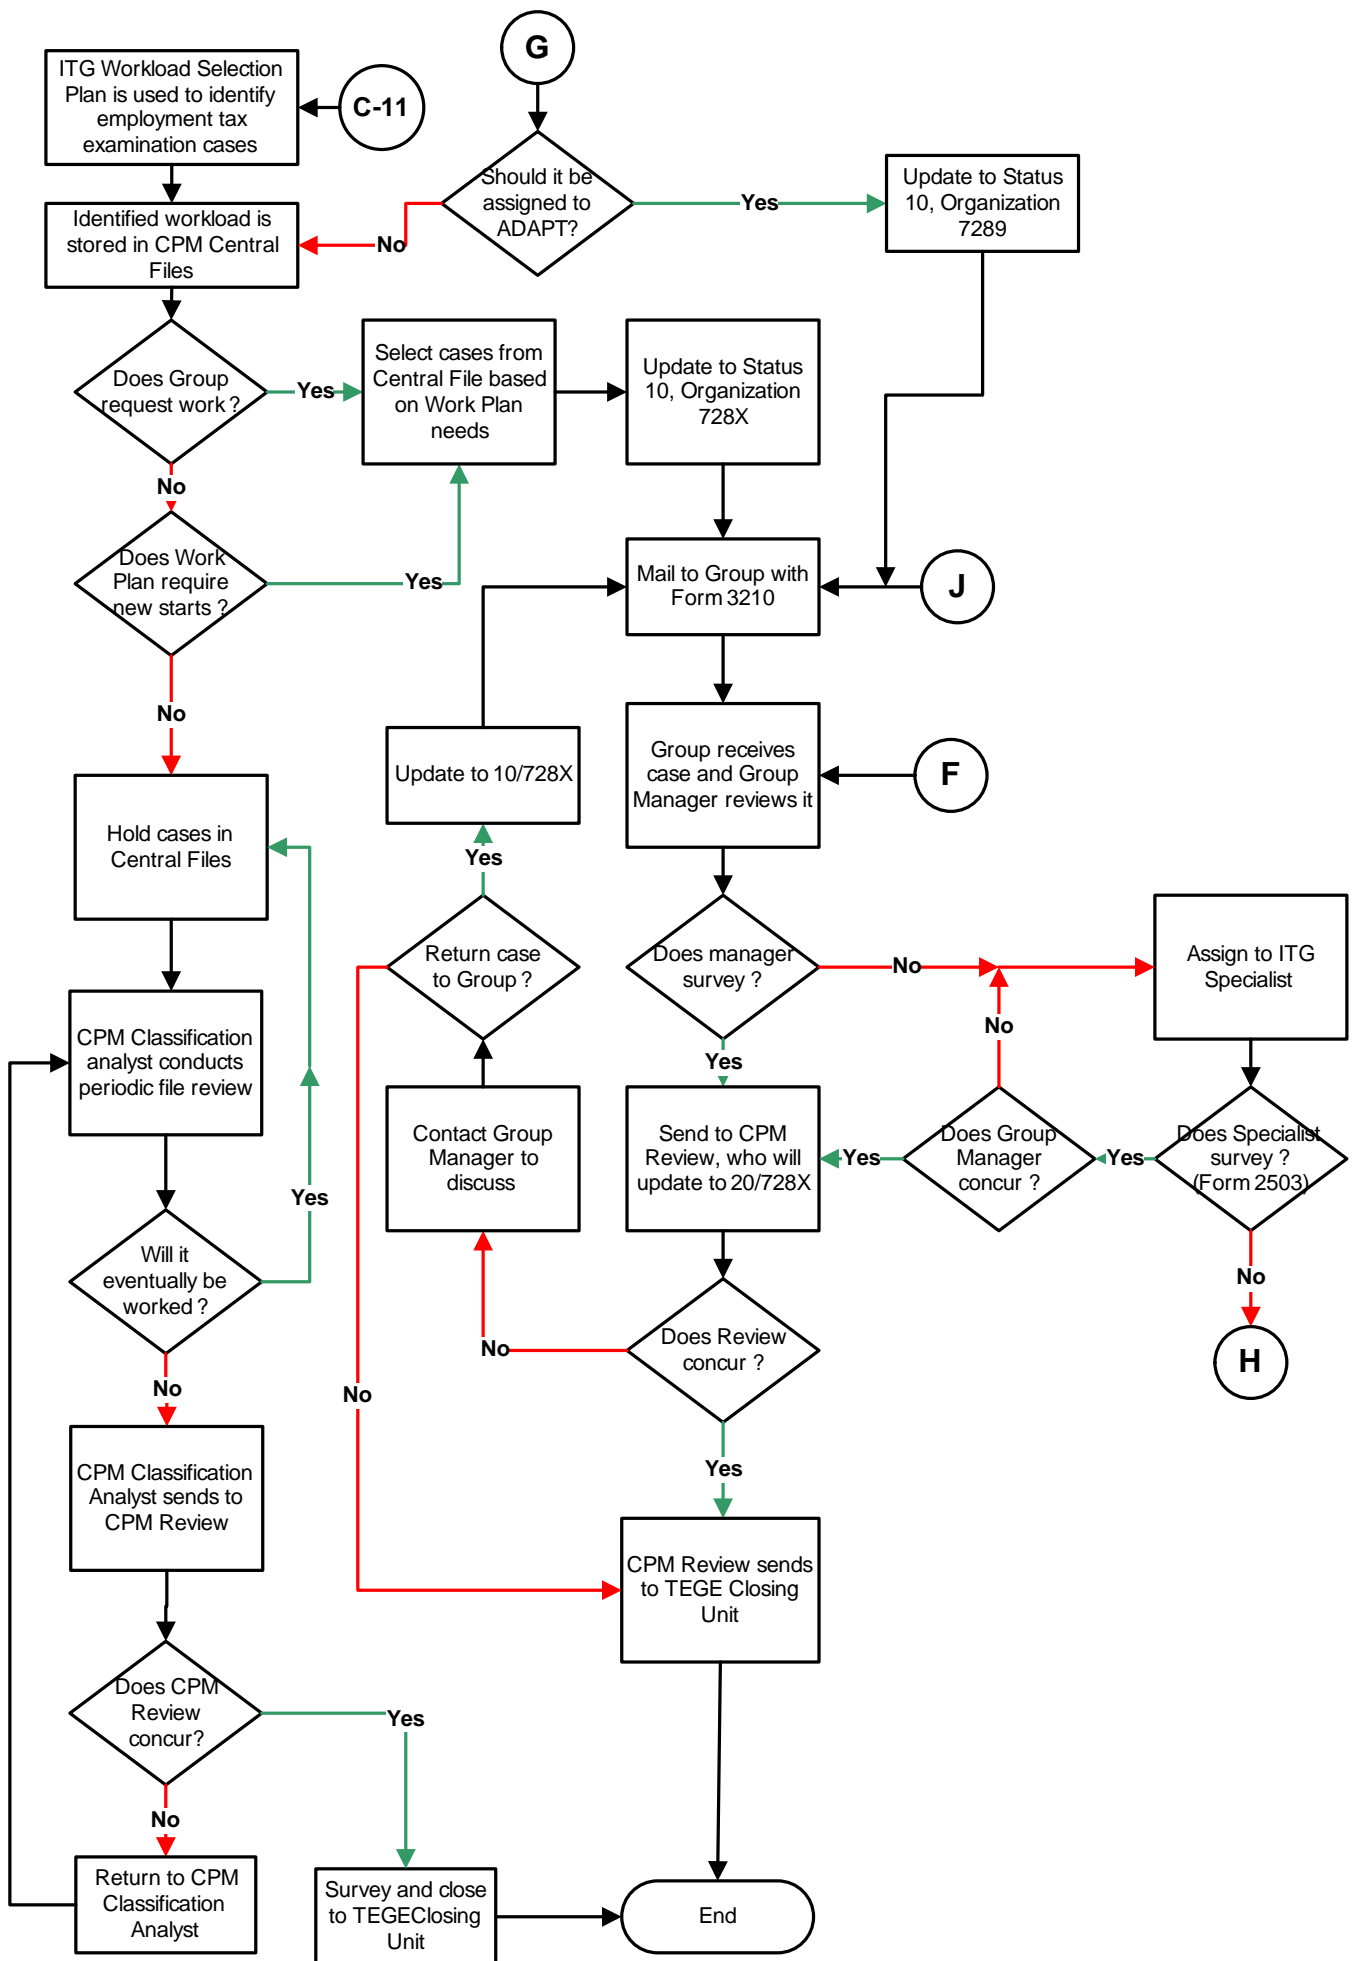 G
ITG Workload Selection
Plan is used to identify
employment tax
examination cases
C-11
Should it be
assigned to
ADAPT?
Yes
Update to Status
10, Organization
7289
No
Identified workload is
stored in CPM Central
Files
Does Group
request work ?
Yes
Select cases from
Central File based
on Work Plan
needs
Update to Status
10, Organization
728X
No
Does Work
Plan require
new starts ?
Yes
Mail to Group with
Form 3210
J
No
Update to 10/728X
Group receives
case and Group
Manager reviews it
F
Hold cases in
Central Files
Yes
Return case
to Group ?
Does manager
survey ?
No
Assign to ITG
Specialist
No
Yes
CPM Classification
analyst conducts
periodic file review
Contact Group
Manager to
discuss
Send to CPM
Review, who will
update to 20/728X
Yes
Does Group
Manager
concur ?
Yes
Does Specialist
survey ?
(Form 2503)
Yes
Will it
eventually be
worked ?
No
H
No
Does Review
concur ?
No
No
Yes
CPM Classification
Analyst sends to
CPM Review
CPM Review sends
to TEGE Closing
Unit
Does CPM
Review
concur?
Yes
No
Return to CPM
Classification
Analyst
Survey and close
to TEGEClosing
Unit
End